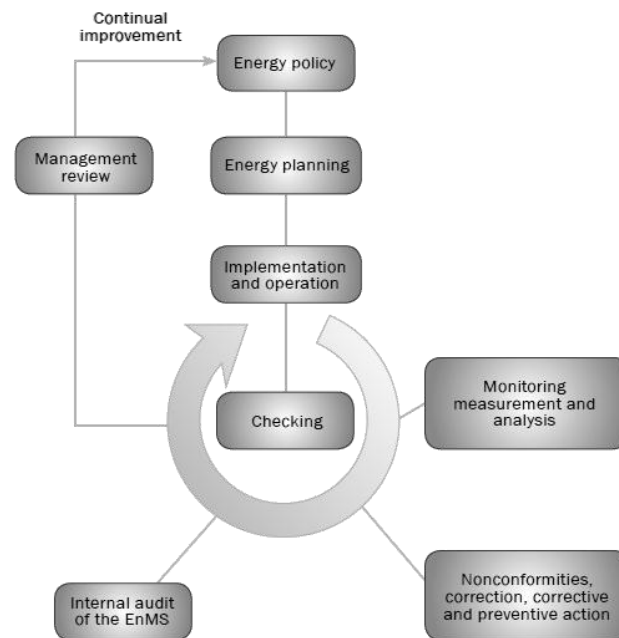 Continual
improvement
Energy policy
Management
review
Energy planning
Implementation
and operation
Checking
Monitoring
measurement and
analysis
Internal audit
of the EnMS
Nonconformities,
correction, corrective
and preventive action